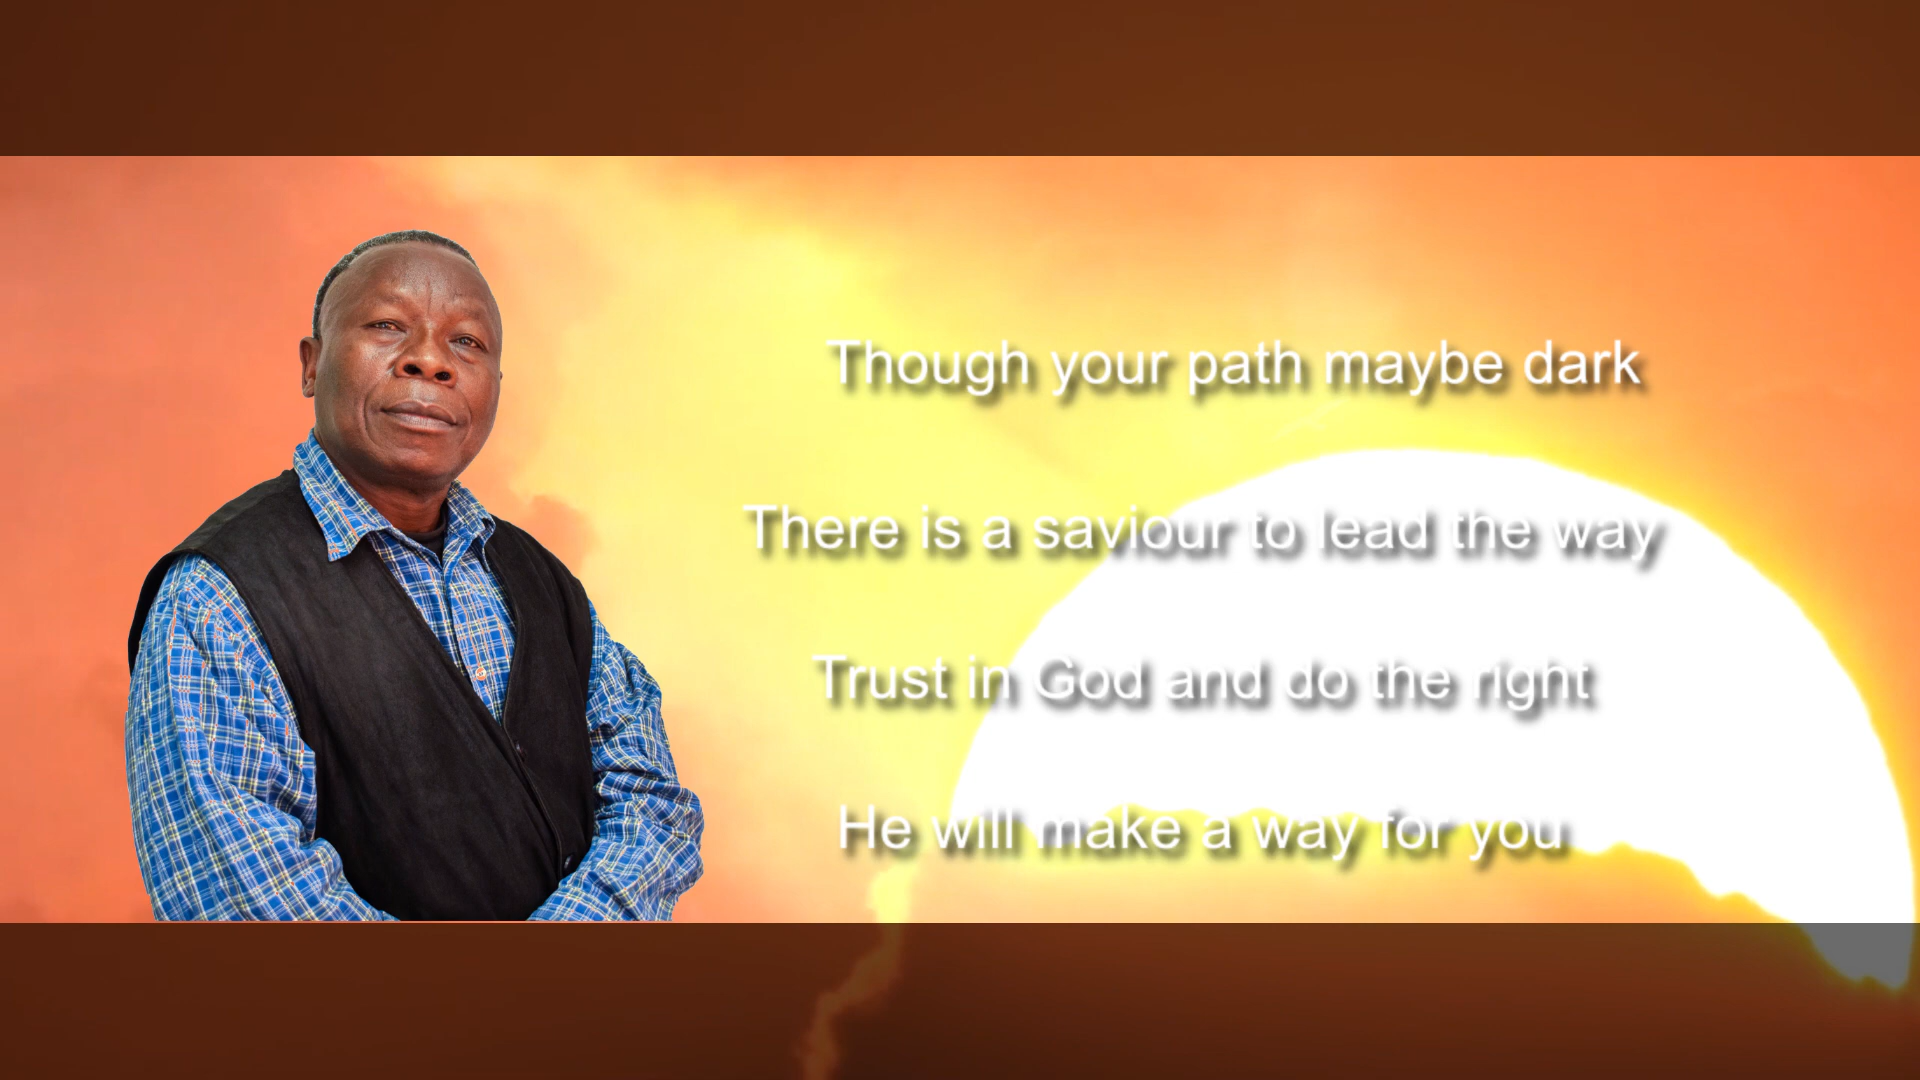 Though your path maybe dark
There is a saviour to lead the way
Trust in God and do the right
He will make a way for you